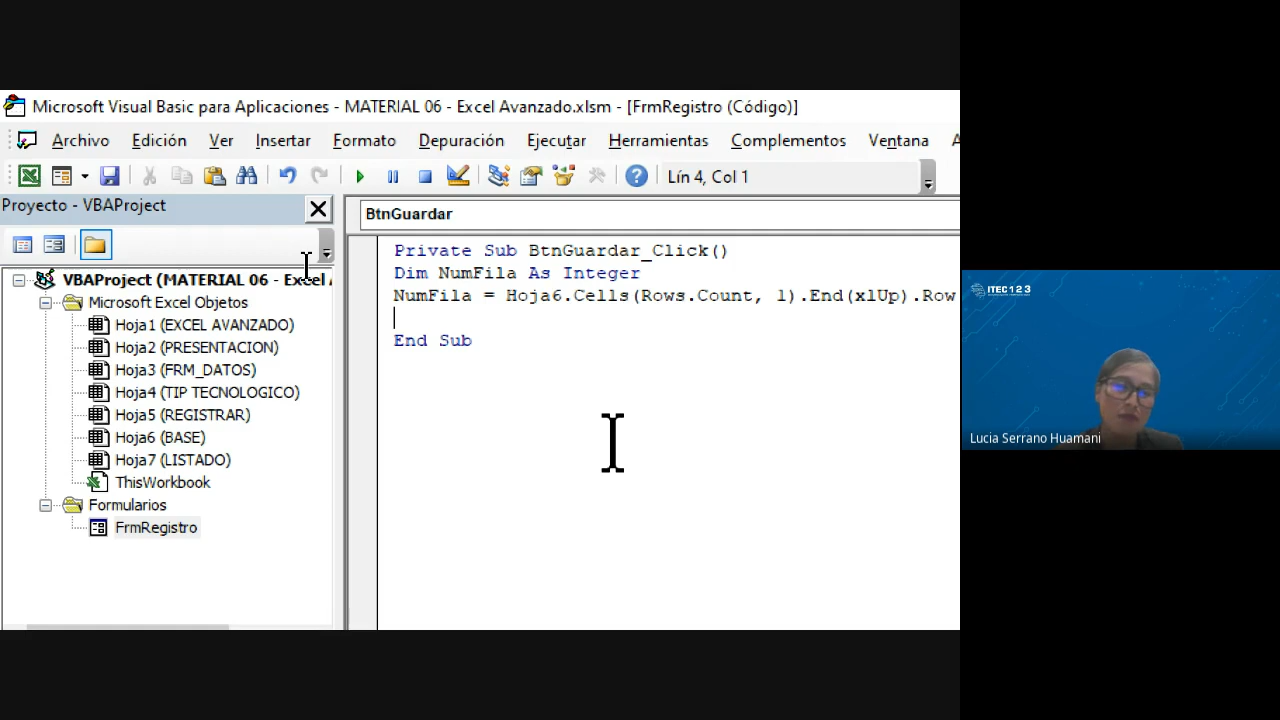 Microsoft Visual Basic para Aplicaciones - MATERIAL 06 - Excel Avanzado.xlsm - [FrmRegistro (Código)]
Archivo Edición Ver Insertar Formato Depuración Ejecutar Herramientas Complementos Ventana A
Lín 4, Col 1
Proyecto - VBAProject
BtnGuardar
VBAProject (MATERIAL 06 - Excel A
Microsoft Excel Objetos
Hoja1 (EXCEL AVANZADO)
Hoja2 (PRESENTACION)
Hoja3 (FRM_DATOS)
Hoja4 (TIP TECNOLOGICO)
Hoja5 (REGISTRAR)
Hoja6 (BASE)
Hoja7 (LISTADO)
ThisWorkbook
Formularios
FrmRegistro
Private Sub BtnGuardar_Click()
Dim NumFila As Integer
NumFila = Hoja6.Cells(Rows.Count, 1).End(xlUp).Row
End Sub
ITEC 1 2 3
Lucia Serrano Huamani